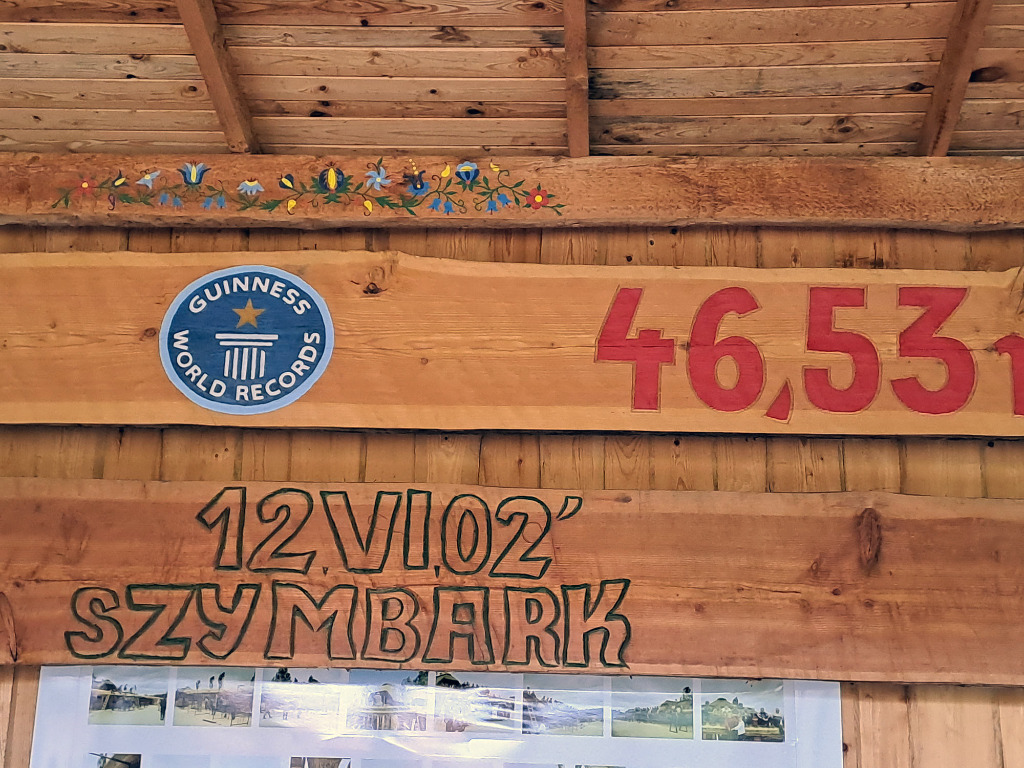 GUINNESS
WORLD RECORDS
46,53
12.VI.02'
SZYMBARK